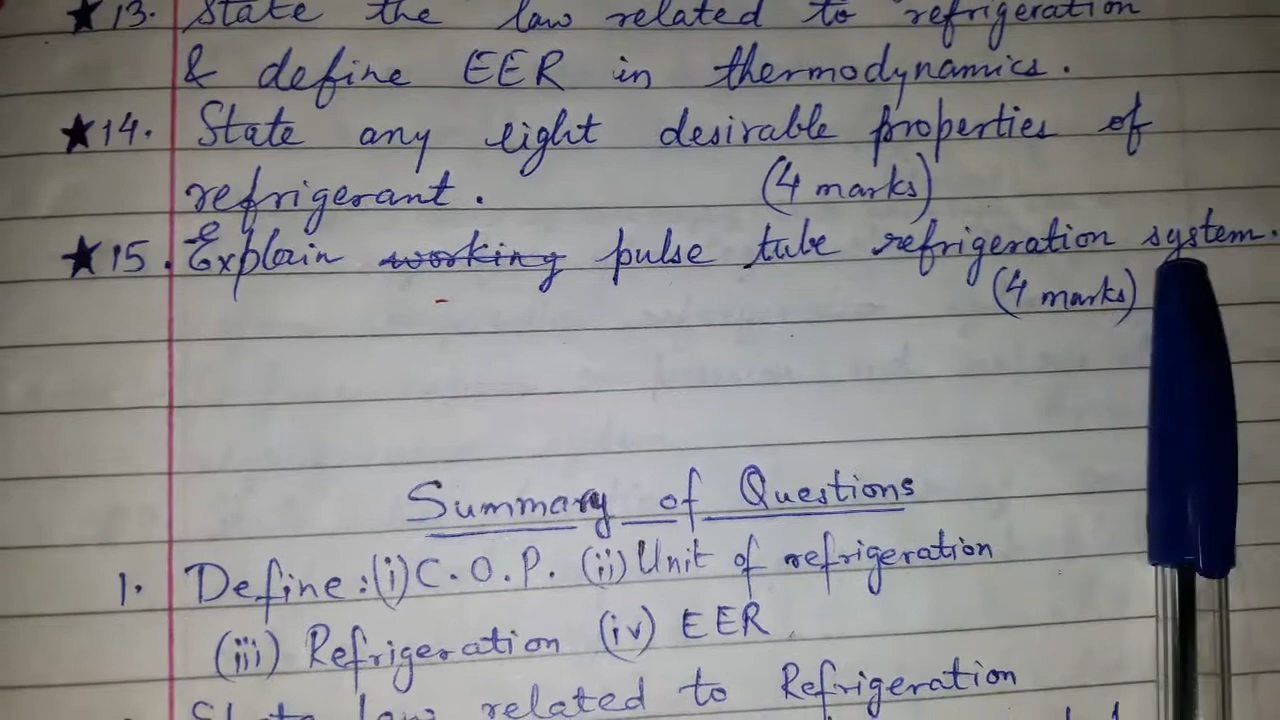 ★13. State the law related to refrigeration
& define EER in thermodynamics.
★14. State any eight desirable properties of
refrigerant. (4 marks)
★15. Explain working pulse tube refrigeration system.
(4 marks)
Summary of Questions
1. Define :(i) C.O.P. (ii) Unit of refrigeration
(iii) Refrigeration (iv) EER
State law related to Refrigeration